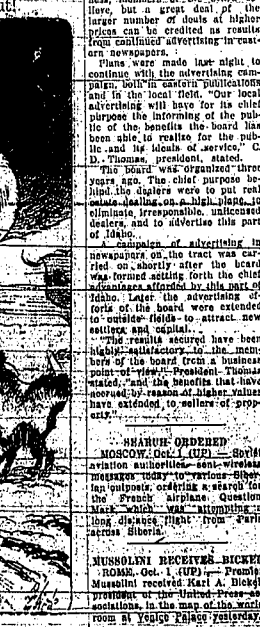 lieve, but a great deal of the
larger number of deals at higher
prices can be credited as results
from continued advertising in east-
ern newspapers.
Plans were made last night to
continue with the advertising cam-
paign, both in eastern publications
and in the local field. "Our local
advertising will have for its chief
purpose the informing of the pub-
lic of the benefits the board has
been able to realize for the pub-
lic and its ideals of service," C.
D. Thomas, president, stated.
The board was organized three
years ago. The chief purpose be-
hind the dealers were to put real
estate dealing on a high plane, to
eliminate irresponsible, unlicensed
dealers, and to advertise this part
of Idaho.
A campaign of advertising in
newspapers on the tract was car-
ried on shortly after the board
was formed setting forth the chief
advantages afforded by this part of
Idaho. Later the advertising ef-
forts of the board were extended
to outside fields to attract new
settlers and capital.
"The results secured have been
highly satisfactory to the mem-
bers of the board from a business
point of view," President Thomas
stated, "and the benefits that have
accrued by reason of higher values
have extended to sellers of prop-
erty."
SEARCH ORDERED
MOSCOW, Oct. 1 (UP) — Soviet
aviation authorities sent wireless
messages today to various Siber-
ian outposts, ordering a search for
the French airplane Question
Mark which was attempting a
long distance flight from Paris
across Siberia.
MUSSOLINI RECEIVES BICKEL
ROME, Oct. 1 (UP) — Premier
Mussolini received Karl A. Bickel
president of the United Press as-
sociations, in the map of the world
room at Venice Palace yesterday.